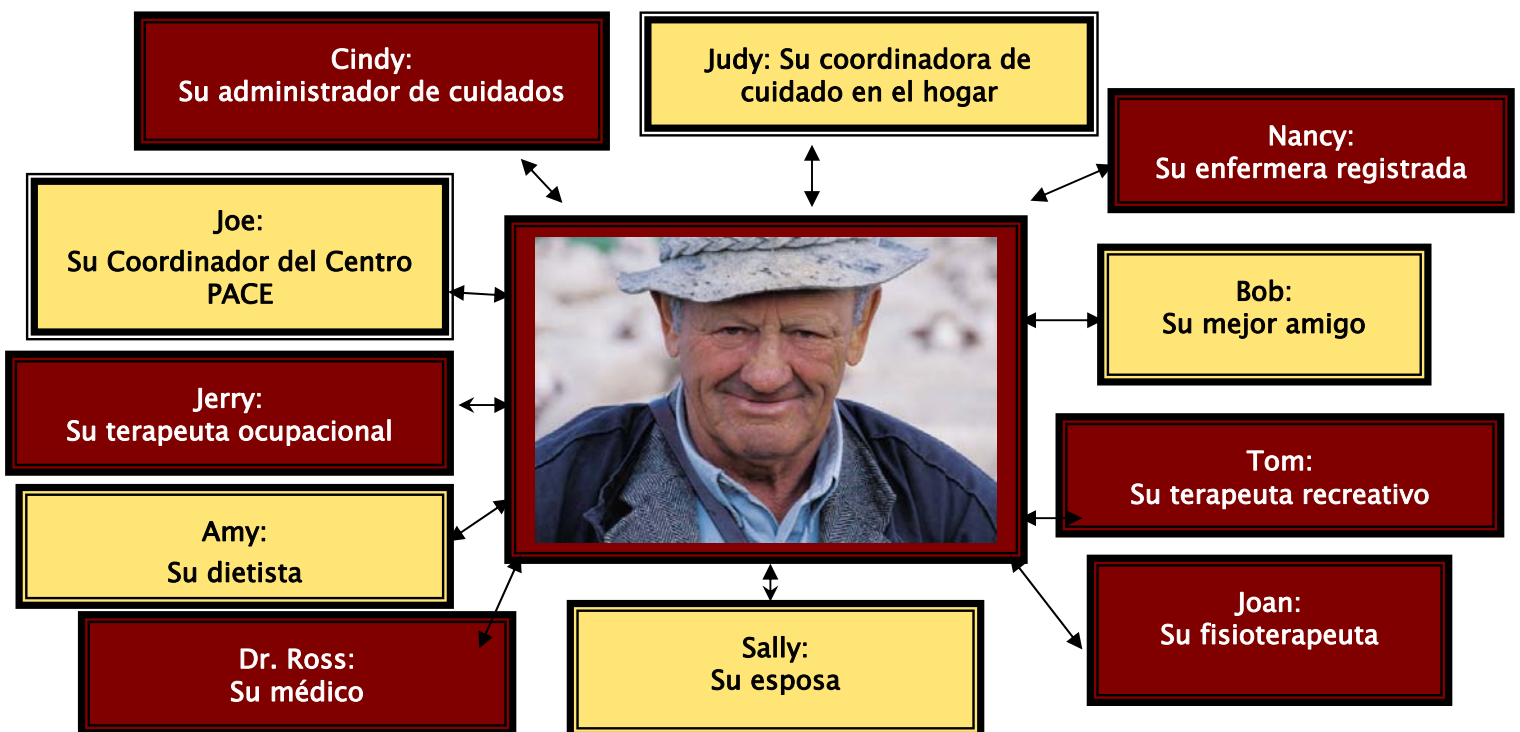 Cindy:
Su administrador de cuidados
Judy: Su coordinadora de
cuidado en el hogar
Nancy:
Su enfermera registrada
Joe:
Su Coordinador del Centro
PACE
Bob:
Su mejor amigo
Jerry:
Su terapeuta ocupacional
Tom:
Su terapeuta recreativo
Amy:
Su dietista
Joan:
Su fisioterapeuta
Dr. Ross:
Su médico
Sally:
Su esposa